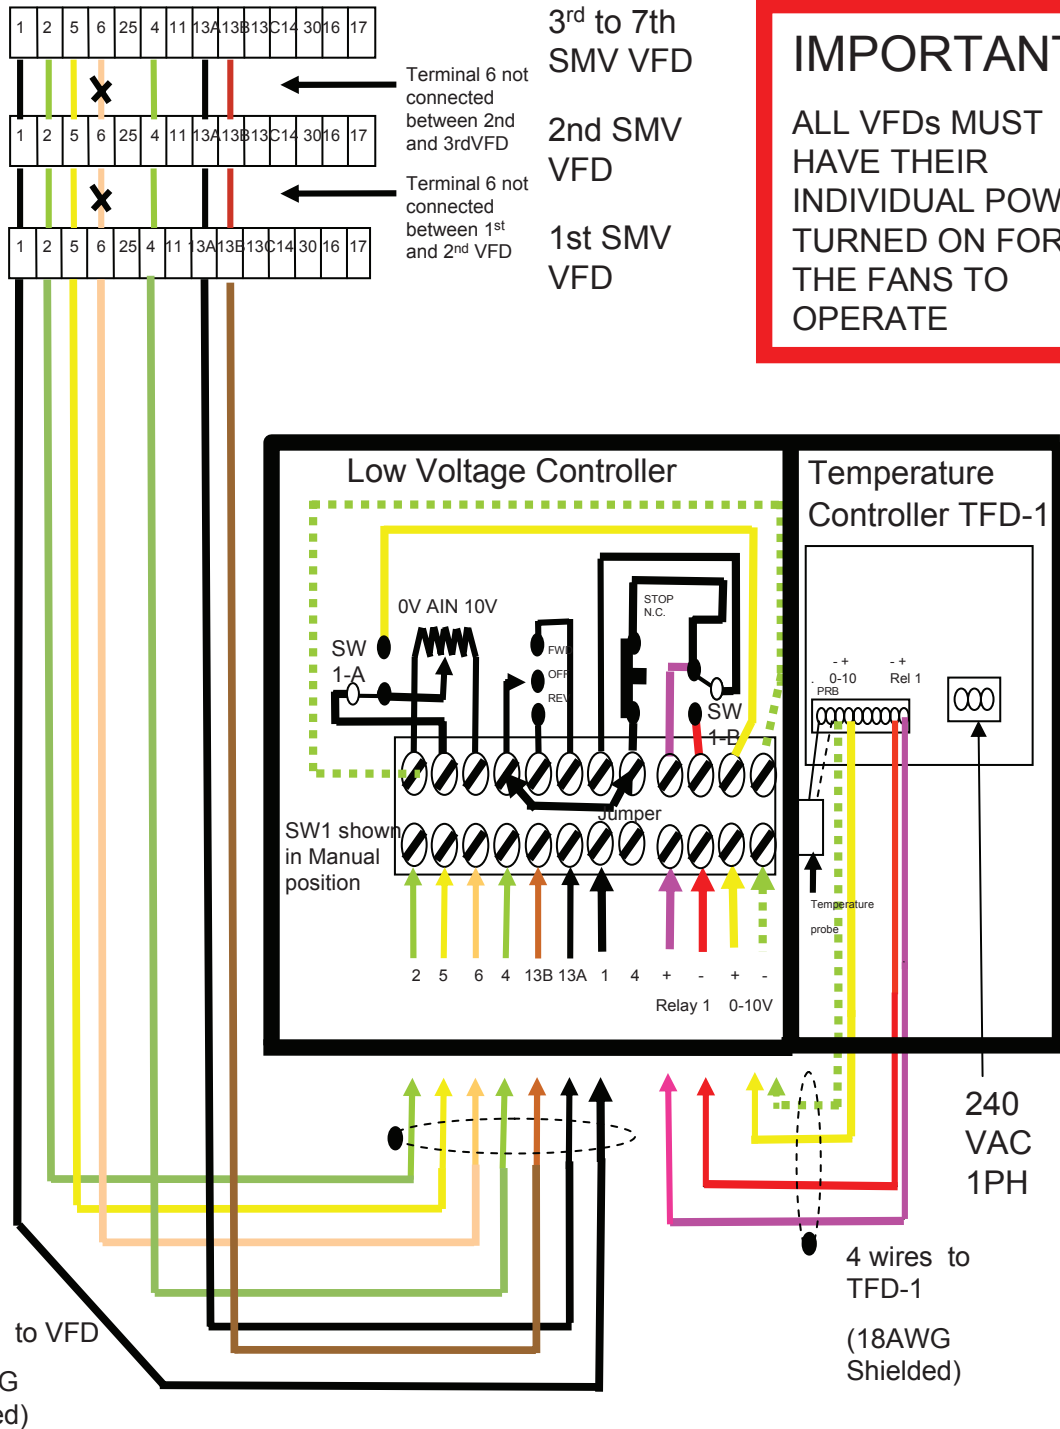 1 2 5 6 25 4 11 13A 13B 13C 14 30 16 17
3rd to 7th
SMV VFD
Terminal 6 not
connected
between 2nd
and 3rdVFD
1 2 5 6 25 4 11 13A 13B 13C 14 30 16 17
2nd SMV
VFD
Terminal 6 not
connected
between 1st
and 2nd VFD
1 2 5 6 25 4 11 13A 13B 13C 14 30 16 17
1st SMV
VFD
IMPORTANT
ALL VFDs MUST
HAVE THEIR
INDIVIDUAL POW
TURNED ON FOR
THE FANS TO
OPERATE
Low Voltage Controller
0V AIN 10V
SW
1-A
FWD
OFF
REV
STOP
N.C.
SW
1-B
Jumper
SW1 shown
in Manual
position
2 5 6 4 13B 13A 1 4 + - + -
Relay 1 0-10V
Temperature
Controller TFD-1
- + - +
. 0-10 Rel 1
PRB
Temperature
probe
240
VAC
1PH
4 wires to
TFD-1
(18AWG
Shielded)
to VFD
G
ed)